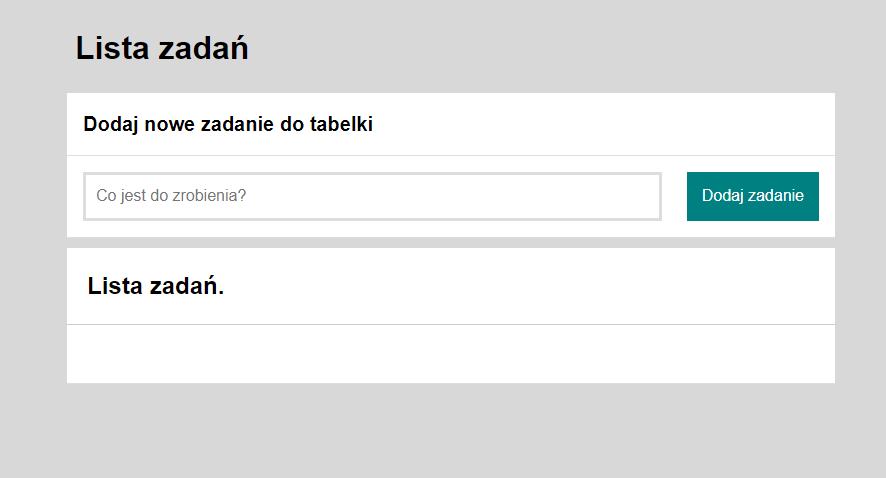 Lista zadań
Dodaj nowe zadanie do tabelki
Co jest do zrobienia?
Dodaj zadanie
Lista zadań.